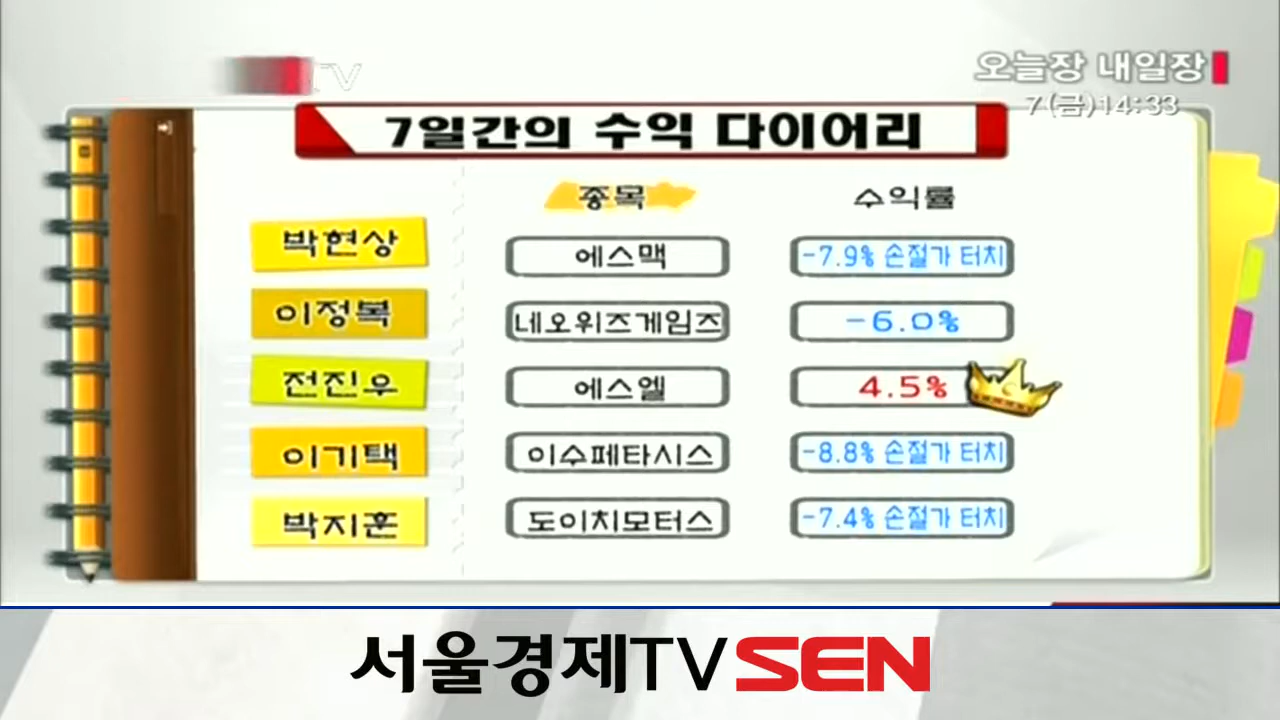 TV
오늘장 내일장
7(금)14:33
7일간의 수익 다이어리
종목 수익률
박현상 에스맥 -7.9% 손절가 터치
이정복 네오위즈게임즈 -6.0%
전진우 에스엘 4.5%
이기택 이수페타시스 -8.8% 손절가 터치
박지훈 도이치모터스 -7.4% 손절가 터치
서울경제TV SEN